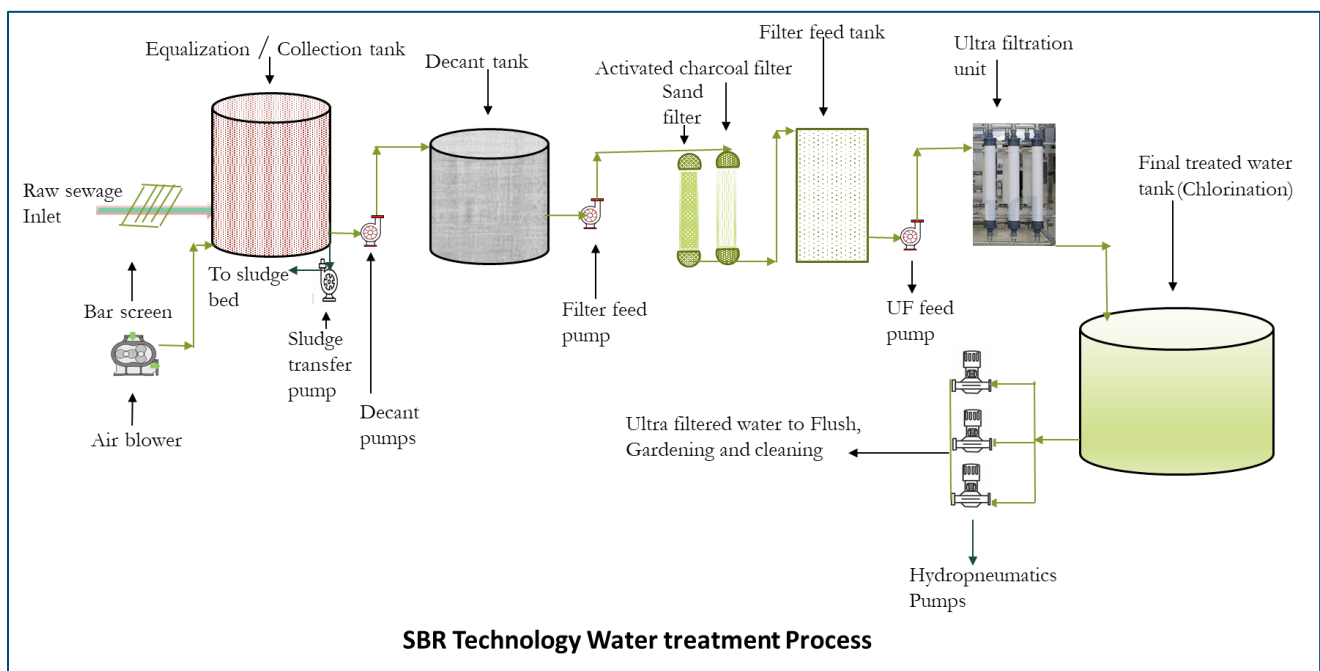 Equalization / Collection tank
Decant tank
Filter feed tank
Activated charcoal filter
Sand
filter
Ultra filtration
unit
Final treated water
tank (Chlorination)
Raw sewage
Inlet
Bar screen
Air blower
To sludge
bed
Sludge
transfer
pump
Decant
pumps
Filter feed
pump
UF feed
pump
Ultra filtered water to Flush,
Gardening and cleaning
Hydropneumatics
Pumps
SBR Technology Water treatment Process